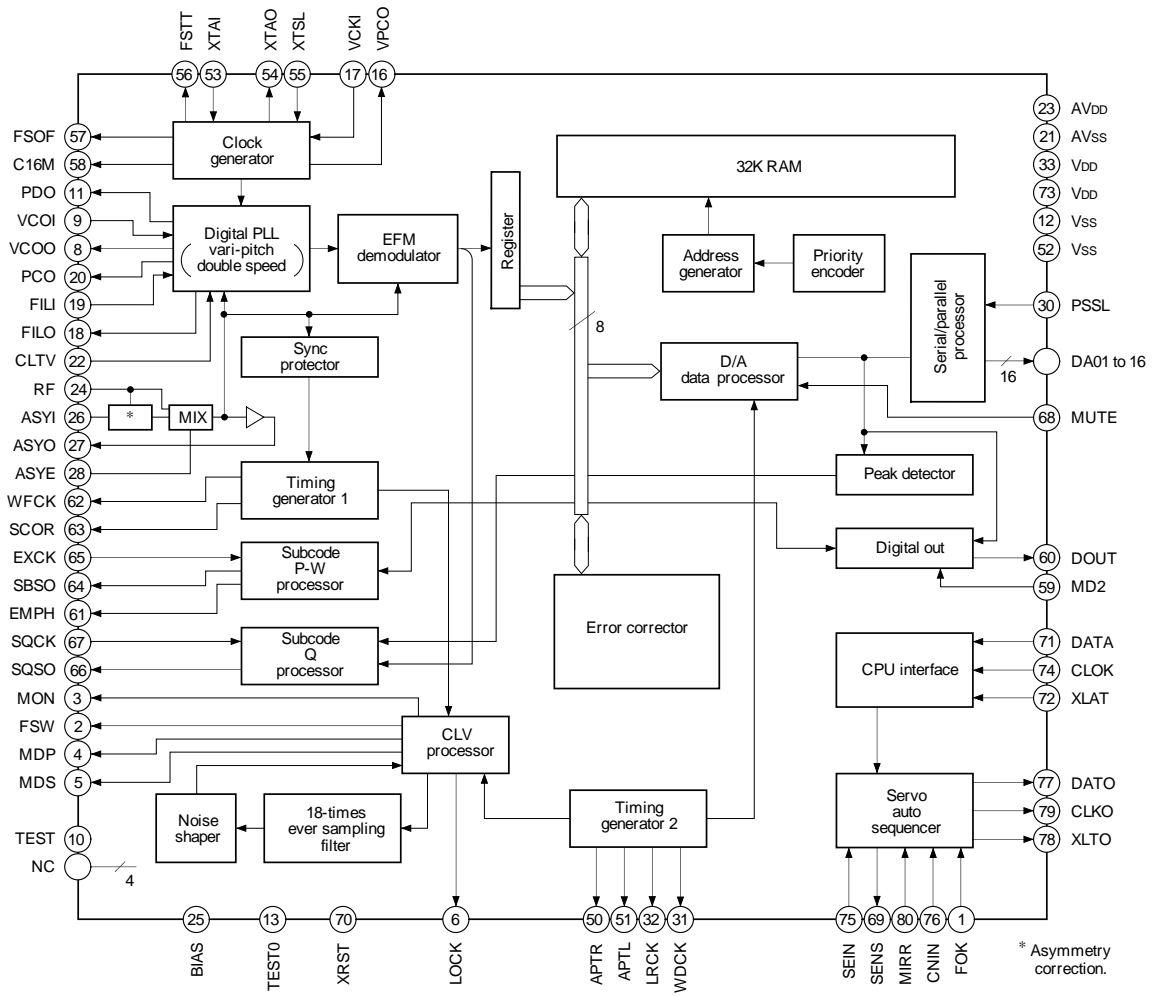 FSTT
XTAI
XTAO
XTSL
VCKI
VPCO
56
53
54
55
17
16
FSOF 57
C16M 58
PDO 11
VCOI 9
VCOO 8
PCO 20
FILI 19
FILO 18
CLTV 22
RF 24
ASYI 26
ASYO 27
ASYE 28
WFCK 62
SCOR 63
EXCK 65
SBSO 64
EMPH 61
SQCK 67
SQSO 66
MON 3
FSW 2
MDP 4
MDS 5
TEST 10
NC
4
Clock
generator
Digital PLL
vari-pitch
double speed
( )
EFM
demodulator
Register
Sync
protector
*
MIX
Timing
generator 1
Subcode
P-W
processor
Subcode
Q
processor
CLV
processor
Noise
shaper
18-times
ever sampling
filter
32K RAM
Address
generator
Priority
encoder
8
D/A
data processor
Serial/parallel
processor
16
Peak detector
Digital out
Error corrector
CPU interface
Timing
generator 2
Servo
auto
sequencer
23 AVDD
21 AVSS
33 VDD
73 VDD
12 VSS
52 VSS
30 PSSL
DA01 to 16
68 MUTE
60 DOUT
59 MD2
71 DATA
74 CLOK
72 XLAT
77 DATO
79 CLKO
78 XLTO
25
13
70
6
50
51
32
31
75
69
80
76
1
BIAS
TEST0
XRST
LOCK
APTR
APTL
LRCK
WDCK
SEIN
SENS
MIRR
CNIN
FOK
* Asymmetry
correction.